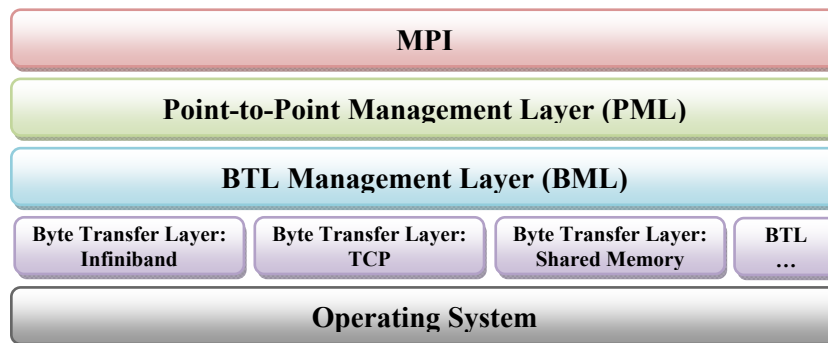 MPI
Point-to-Point Management Layer (PML)
BTL Management Layer (BML)
Byte Transfer Layer:
Infiniband
Byte Transfer Layer:
TCP
Byte Transfer Layer:
Shared Memory
BTL
...
Operating System